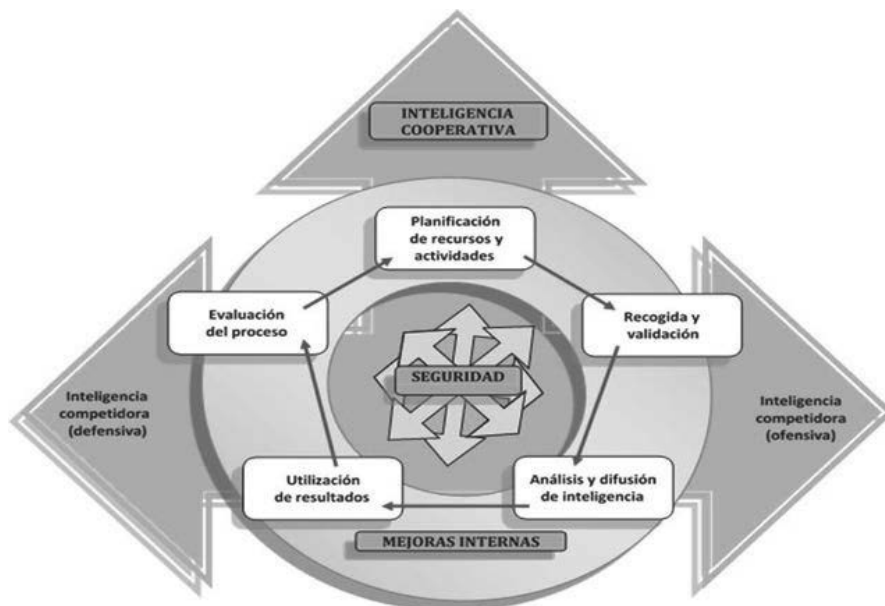 INTELIGENCIA
COOPERATIVA
Planificación
de recursos y
actividades
Evaluación
del proceso
Recogida y
validación
SEGURIDAD
Inteligencia
competidora
(defensiva)
Inteligencia
competidora
(ofensiva)
Utilización
de resultados
Análisis y difusión
de inteligencia
MEJORAS INTERNAS